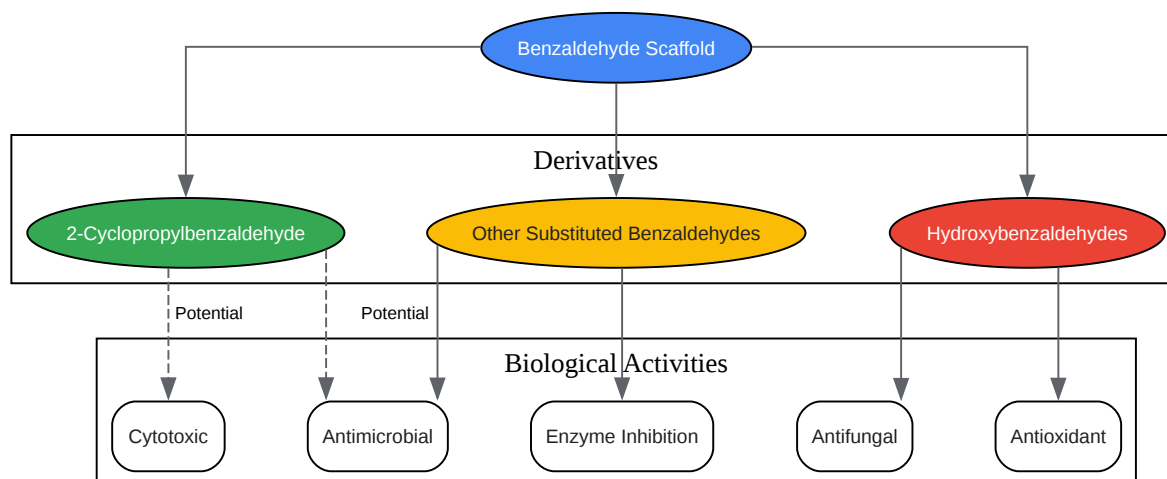 Benzaldehyde Scaffold
Derivatives
2-Cyclopropylbenzaldehyde
Other Substituted Benzaldehydes
Hydroxybenzaldehydes
Potential
Potential
Biological Activities
Cytotoxic
Antimicrobial
Enzyme Inhibition
Antifungal
Antioxidant